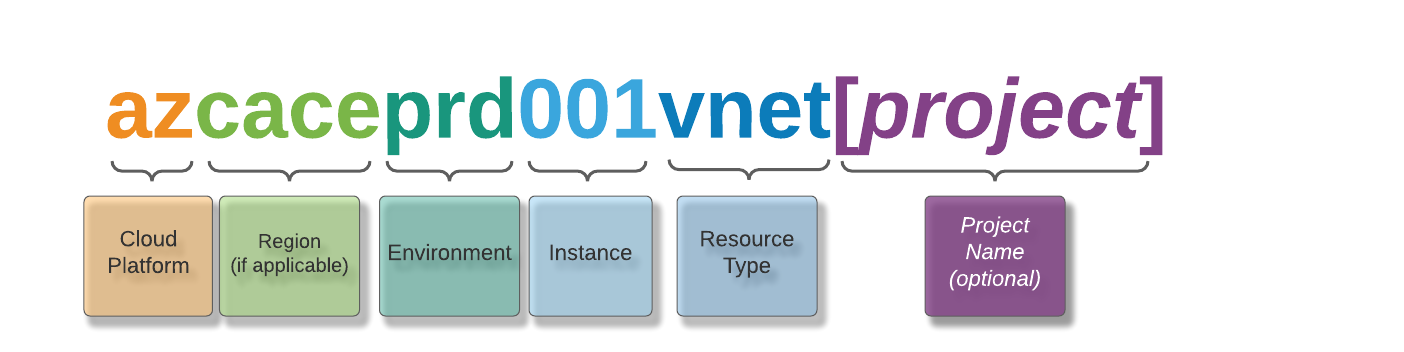 azcaceprd001vnet[project]
Cloud
Platform
Region
(if applicable)
Environment
Instance
Resource
Type
Project
Name
(optional)